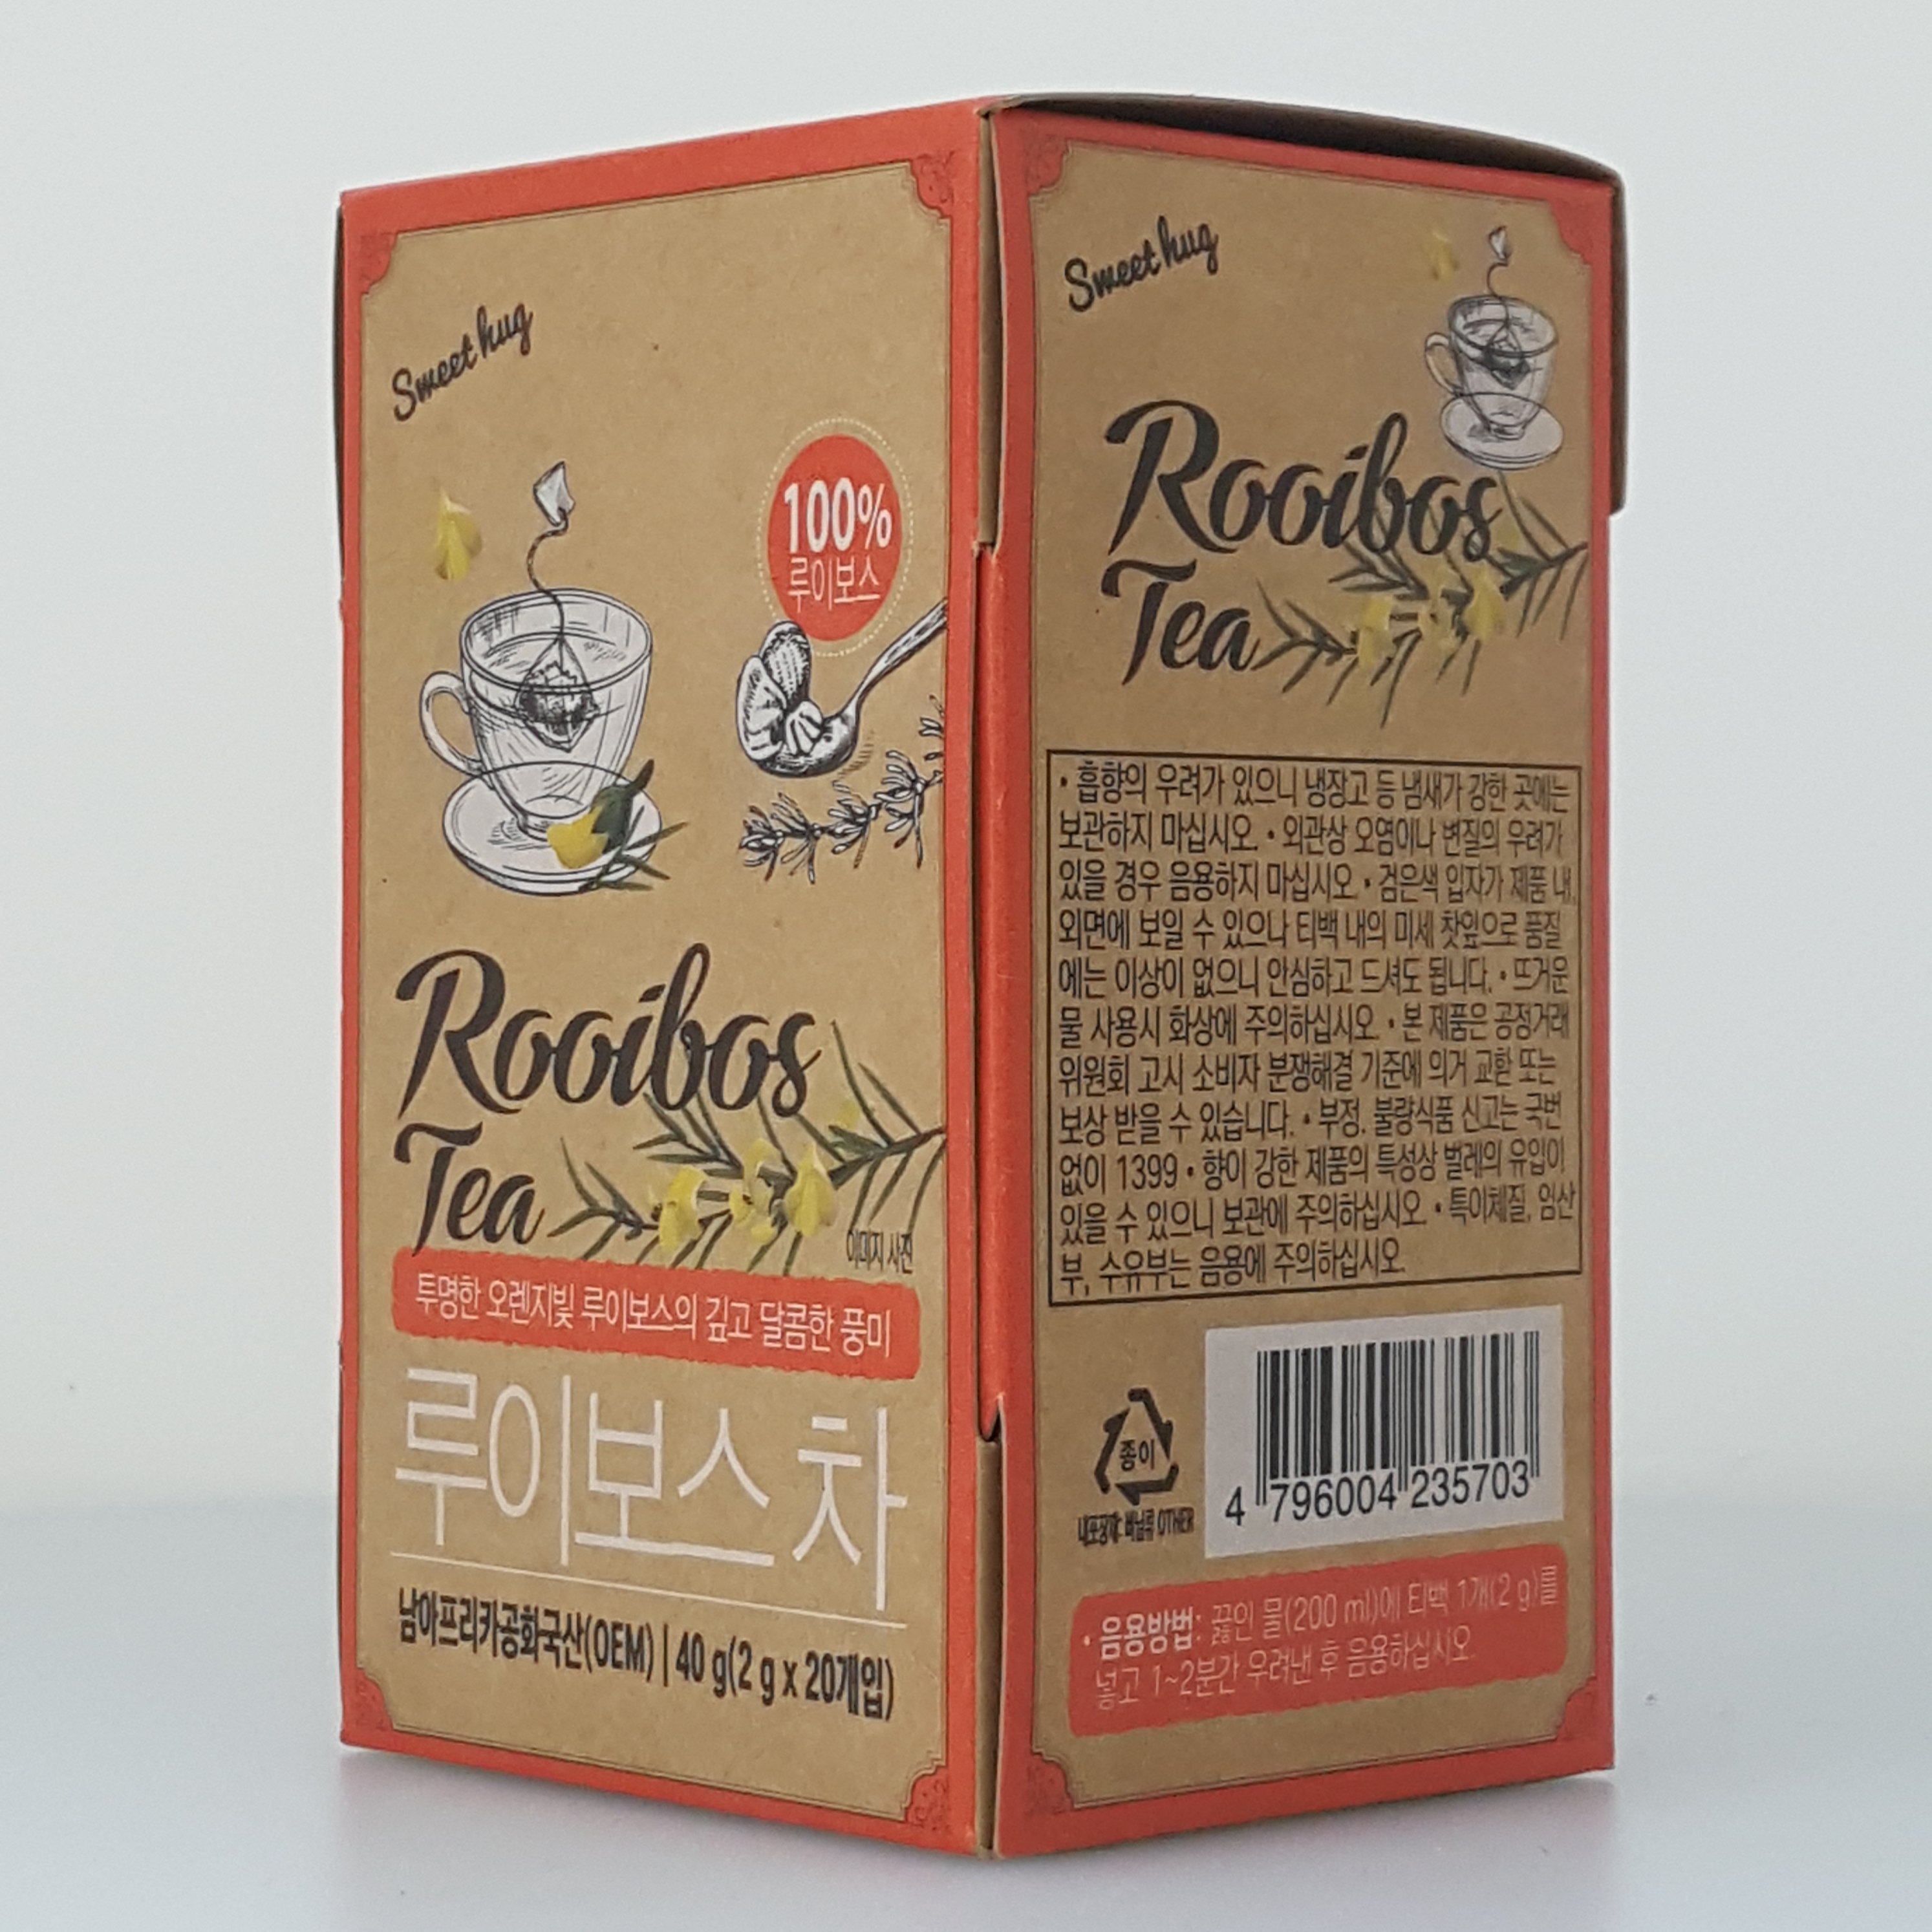 Sweet hug
100%
루이보스
Rooibos
Tea
이미지 사진
투명한 오렌지빛 루이보스의 깊고 달콤한 풍미
루이보스 차
남아프리카공화국산(OEM) | 40 g(2 g x 20개입)
Sweet hug
Rooibos
Tea
• 흡향의 우려가 있으니 냉장고 등 냄새가 강한 곳에는
보관하지 마십시오. • 외관상 오염이나 변질의 우려가
있을 경우 음용하지 마십시오 • 검은색 입자가 제품 내,
외면에 보일 수 있으나 티백 내의 미세 찻잎으로 품질
에는 이상이 없으니 안심하고 드셔도 됩니다. • 뜨거운
물 사용시 화상에 주의하십시오 • 본 제품은 공정거래
위원회 고시 소비자 분쟁해결 기준에 의거 교환 또는
보상 받을 수 있습니다. • 부정. 불량식품 신고는 국번
없이 1399 • 향이 강한 제품의 특성상 벌레의 유입이
있을 수 있으니 보관에 주의하십시오 • 특이체질, 임산
부, 수유부는 음용에 주의하십시오.
종이
내포장재: 비닐류 OTHER
4 796004 235703
• 음용방법: 끓인 물(200 ml)에 티백 1개(2 g)를
넣고 1~2분간 우려낸 후 음용하십시오.